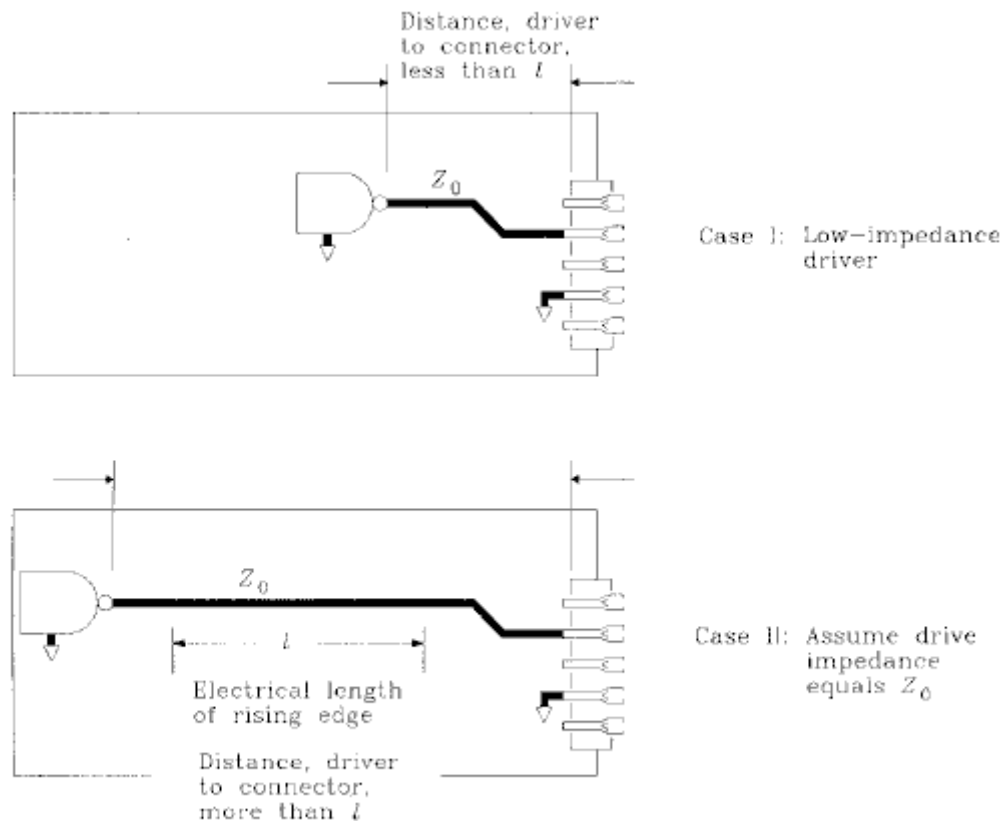 Distance, driver
to connector,
less than l
Z0
Case I: Low-impedance
driver
Z0
l
Case II: Assume drive
impedance
equals Z0
Electrical length
of rising edge
Distance, driver
to connector,
more than l